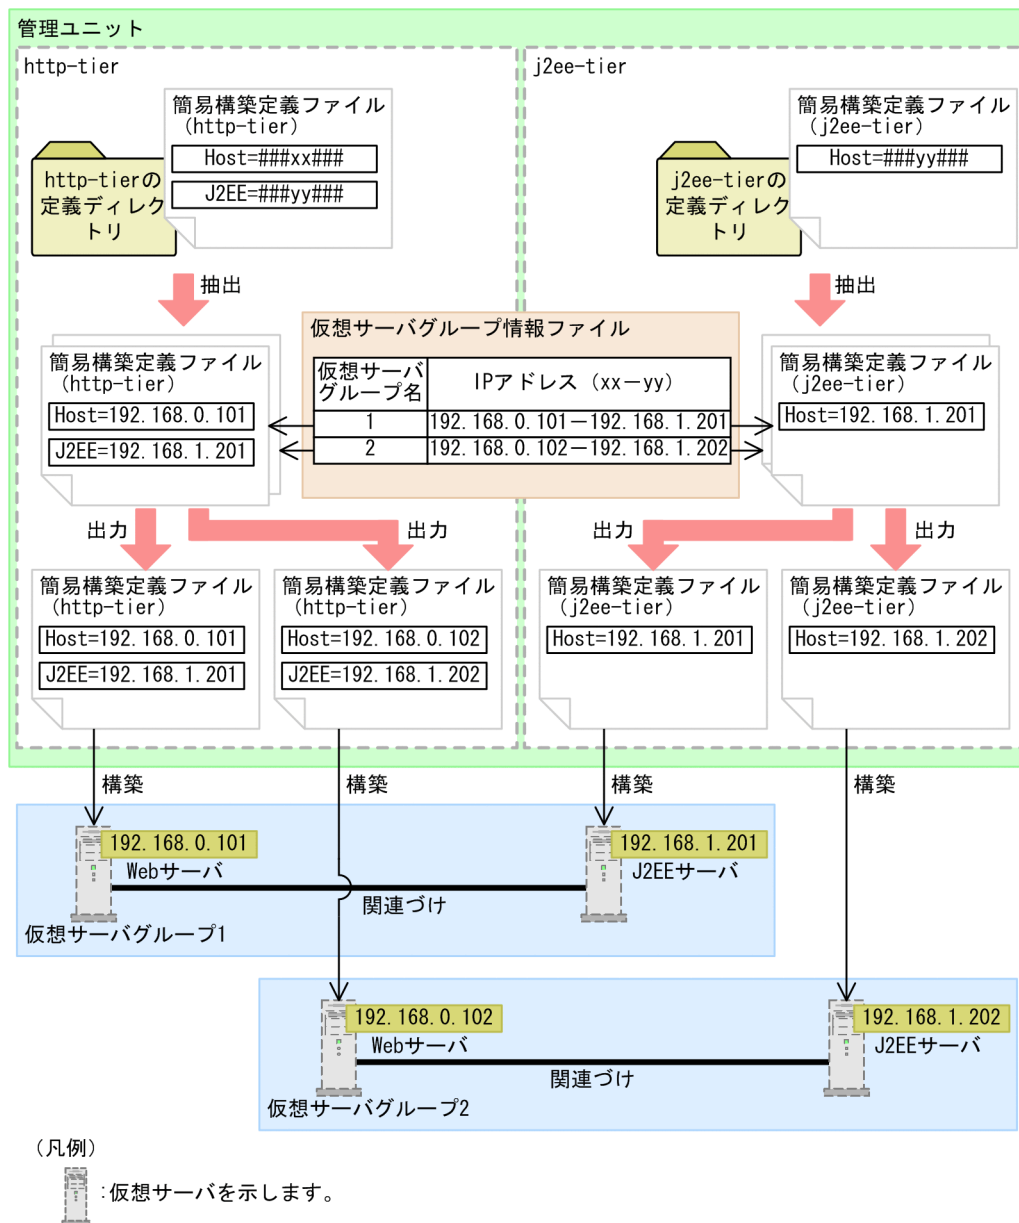 管理ユニット
http-tier
簡易構築定義ファイル
（http-tier）
Host=###xx###
J2EE=###yy###
http-tierの
定義ディレク
トリ
抽出
j2ee-tier
簡易構築定義ファイル
（j2ee-tier）
Host=###yy###
j2ee-tierの
定義ディレク
トリ
抽出
仮想サーバグループ情報ファイル
仮想サーバ
グループ名
IPアドレス（xx－yy）
1
192.168.0.101－192.168.1.201
2
192.168.0.102－192.168.1.202
簡易構築定義ファイル
（http-tier）
Host=192.168.0.101
J2EE=192.168.1.201
簡易構築定義ファイル
（j2ee-tier）
Host=192.168.1.201
出力
出力
出力
出力
簡易構築定義ファイル
（http-tier）
Host=192.168.0.101
J2EE=192.168.1.201
簡易構築定義ファイル
（http-tier）
Host=192.168.0.102
J2EE=192.168.1.202
簡易構築定義ファイル
（j2ee-tier）
Host=192.168.1.201
簡易構築定義ファイル
（j2ee-tier）
Host=192.168.1.202
構築
構築
構築
構築
192.168.0.101
Webサーバ
192.168.1.201
J2EEサーバ
関連づけ
仮想サーバグループ1
192.168.0.102
Webサーバ
192.168.1.202
J2EEサーバ
関連づけ
仮想サーバグループ2
（凡例）
：仮想サーバを示します。